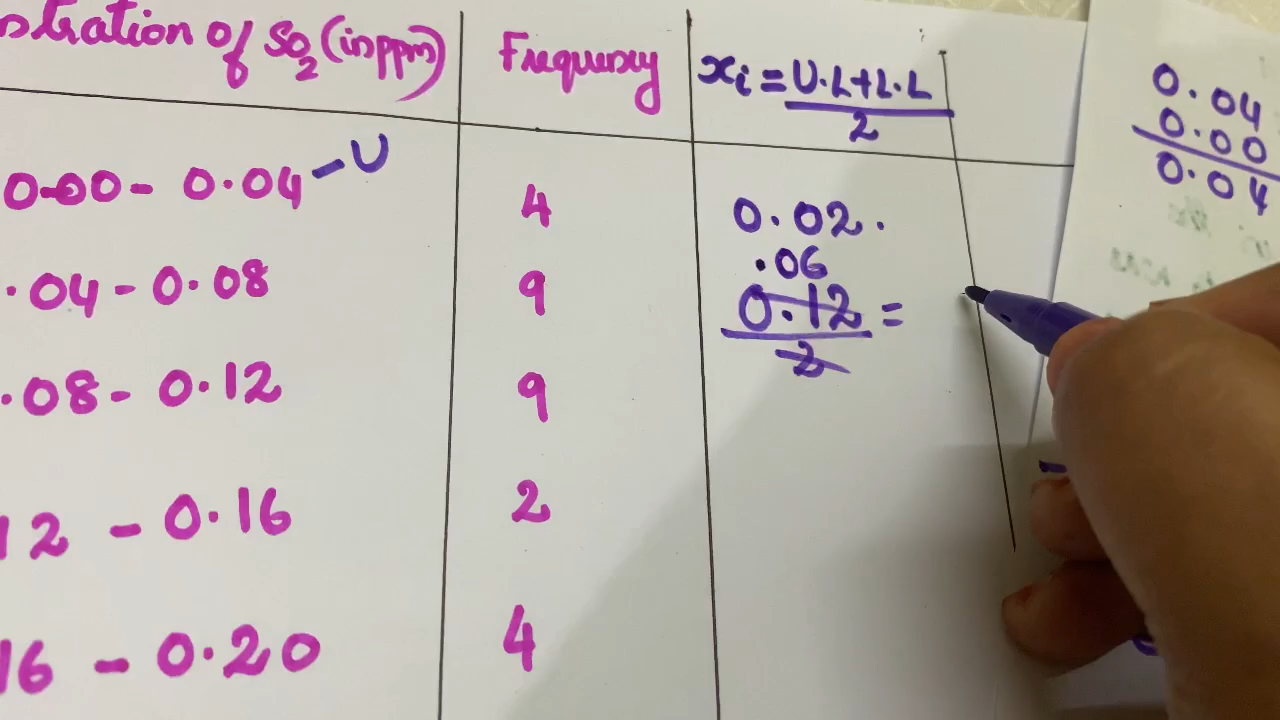 stration of SO2 (in ppm) Frequency xi = U.L+L.L
2
0.00 - 0.04 - U 4 0.02.
.04 - 0.08 9 .06
0.12 =
2
.08 - 0.12 9
12 - 0.16 2
16 - 0.20 4
0.04
0.00
0.04